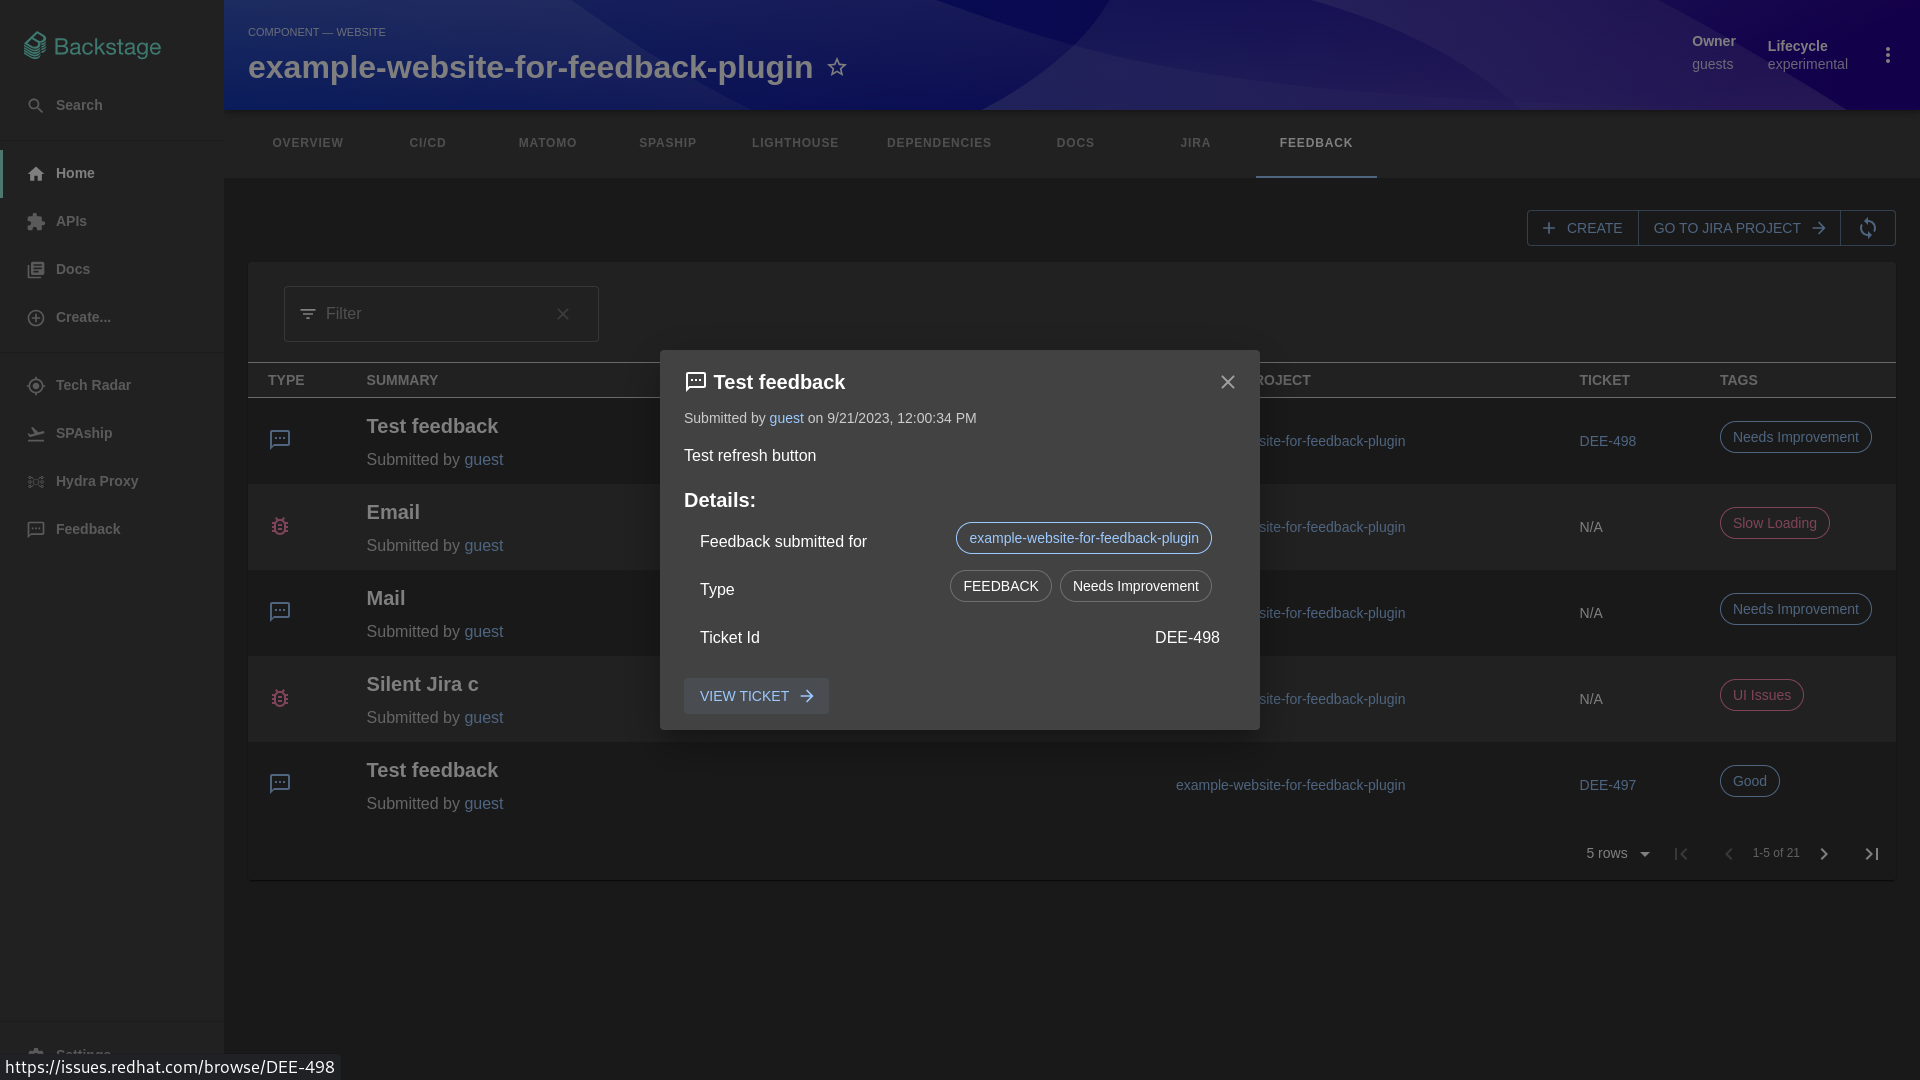 Backstage
Search
Home
APIs
Docs
Create...
Tech Radar
SPAship
Hydra Proxy
Feedback
Settings
https://issues.redhat.com/browse/DEE-498
COMPONENT — WEBSITE
example-website-for-feedback-plugin
Owner
guests
Lifecycle
experimental
OVERVIEW CI/CD MATOMO SPASHIP LIGHTHOUSE DEPENDENCIES DOCS JIRA FEEDBACK
CREATE GO TO JIRA PROJECT
Filter
TYPE SUMMARY ROJECT TICKET TAGS
Test feedback
Submitted by guest
site-for-feedback-plugin DEE-498 Needs Improvement
Email
Submitted by guest
site-for-feedback-plugin N/A Slow Loading
Mail
Submitted by guest
site-for-feedback-plugin N/A Needs Improvement
Silent Jira c
Submitted by guest
site-for-feedback-plugin N/A UI Issues
Test feedback
Submitted by guest
example-website-for-feedback-plugin DEE-497 Good
5 rows 1-5 of 21
Test feedback
Submitted by guest on 9/21/2023, 12:00:34 PM
Test refresh button
Details:
Feedback submitted for example-website-for-feedback-plugin
Type FEEDBACK Needs Improvement
Ticket Id DEE-498
VIEW TICKET